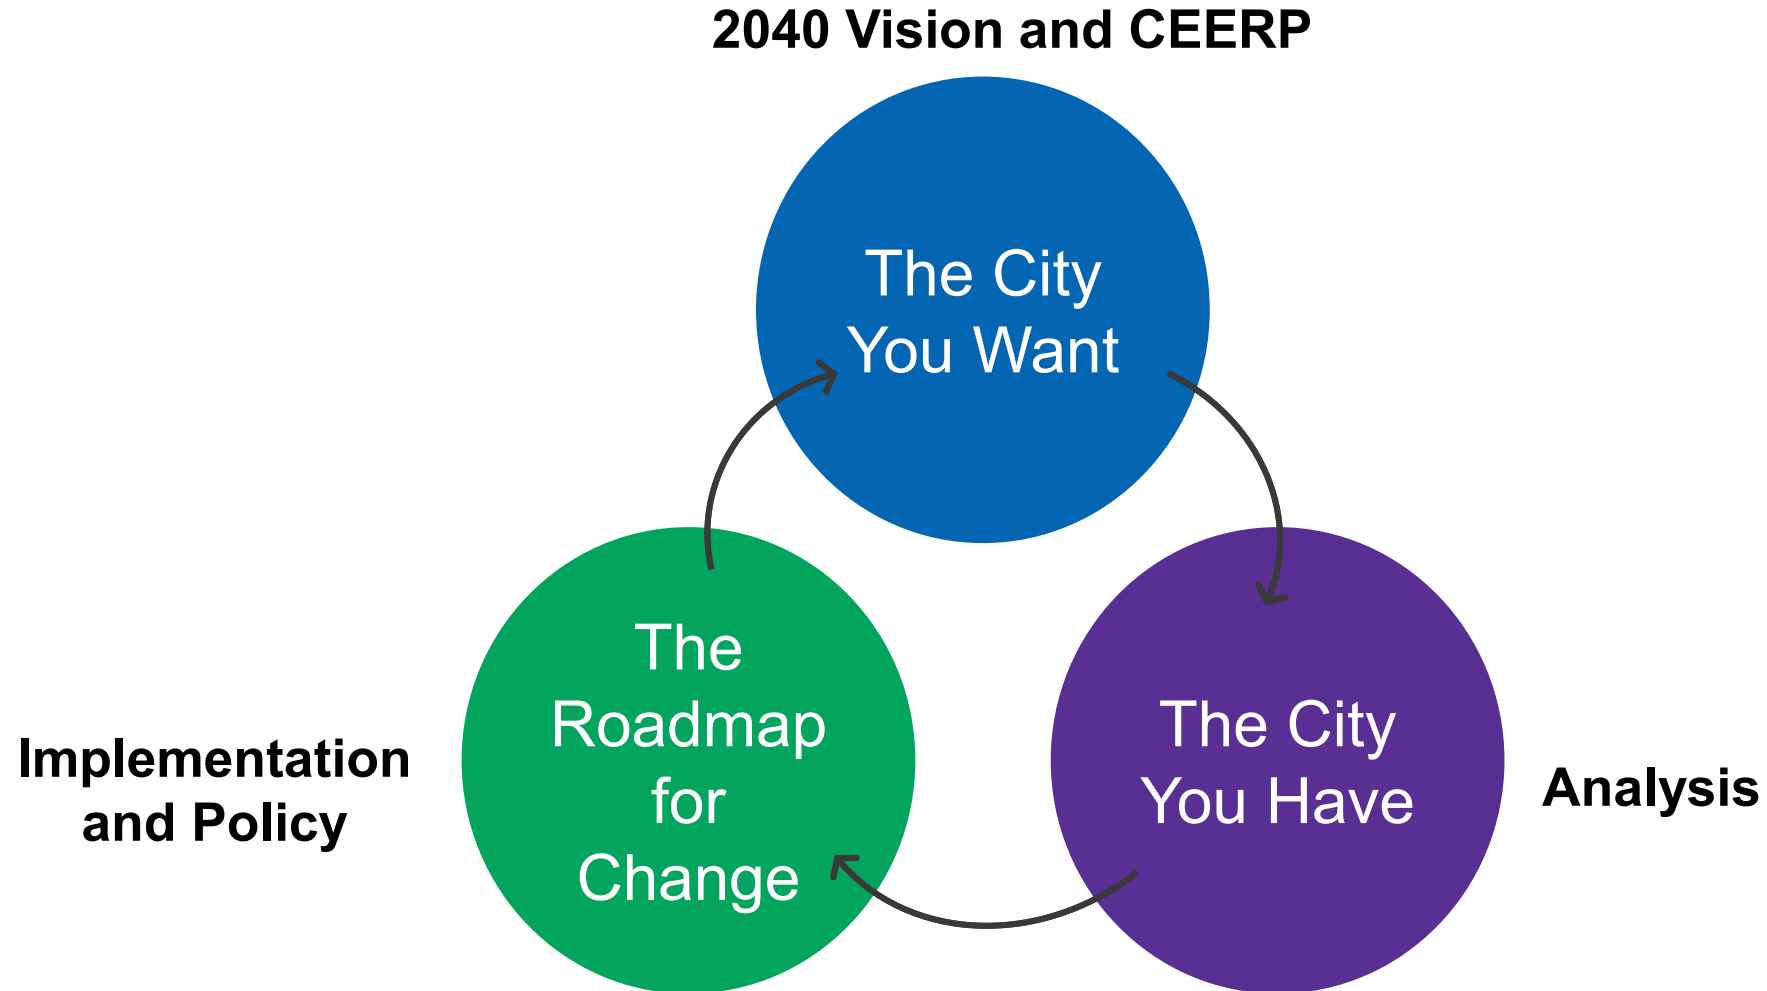 2040 Vision and CEERP
The City
You Want
The
Roadmap
for
Change
The City
You Have
Implementation
and Policy
Analysis